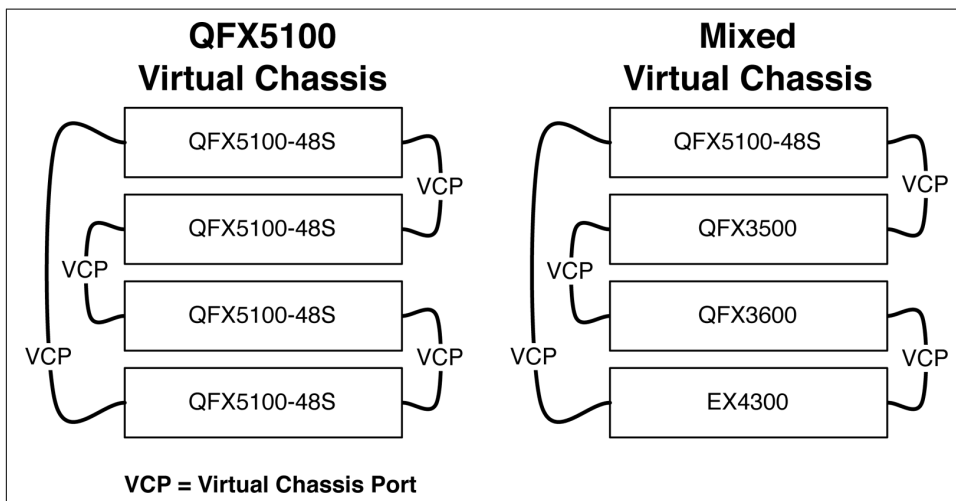 QFX5100
Virtual Chassis
QFX5100-48S
QFX5100-48S
QFX5100-48S
QFX5100-48S
VCP
VCP
VCP
VCP
Mixed
Virtual Chassis
QFX5100-48S
QFX3500
QFX3600
EX4300
VCP
VCP
VCP
VCP
VCP = Virtual Chassis Port